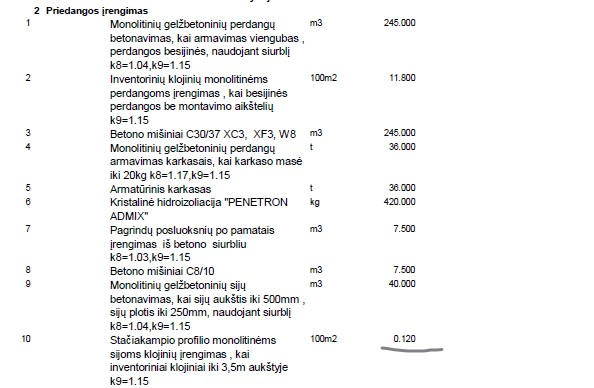 2 Priedangos įrengimas
1 Monolitinių gelžbetoninių perdangų m3 245.000
betonavimas, kai armavimas viengubas ,
perdangos besijinės, naudojant siurblį
k8=1.04,k9=1.15
2 Inventorinių klojinių monolitinėms 100m2 11.800
perdangoms įrengimas , kai besijinės
perdangos be montavimo aikštelių
k9=1.15
3 Betono mišiniai C30/37 XC3, XF3, W8 m3 245.000
4 Monolitinių gelžbetoninių perdangų t 36.000
armavimas karkasais, kai karkaso masė
iki 20kg k8=1.17,k9=1.15
5 Armatūrinis karkasas t 36.000
6 Kristalinė hidroizoliacija "PENETRON kg 420.000
ADMIX"
7 Pagrindų posluoksnių po pamatais m3 7.500
įrengimas iš betono siurbliu
k8=1.03,k9=1.15
8 Betono mišiniai C8/10 m3 7.500
9 Monolitinių gelžbetoninių sijų m3 40.000
betonavimas, kai sijų aukštis iki 500mm ,
sijų plotis iki 250mm, naudojant siurblį
k8=1.04,k9=1.15
10 Stačiakampio profilio monolitinėms 100m2 0.120
sijoms klojinių įrengimas , kai
inventoriniai klojiniai iki 3,5m aukštyje
k9=1.15